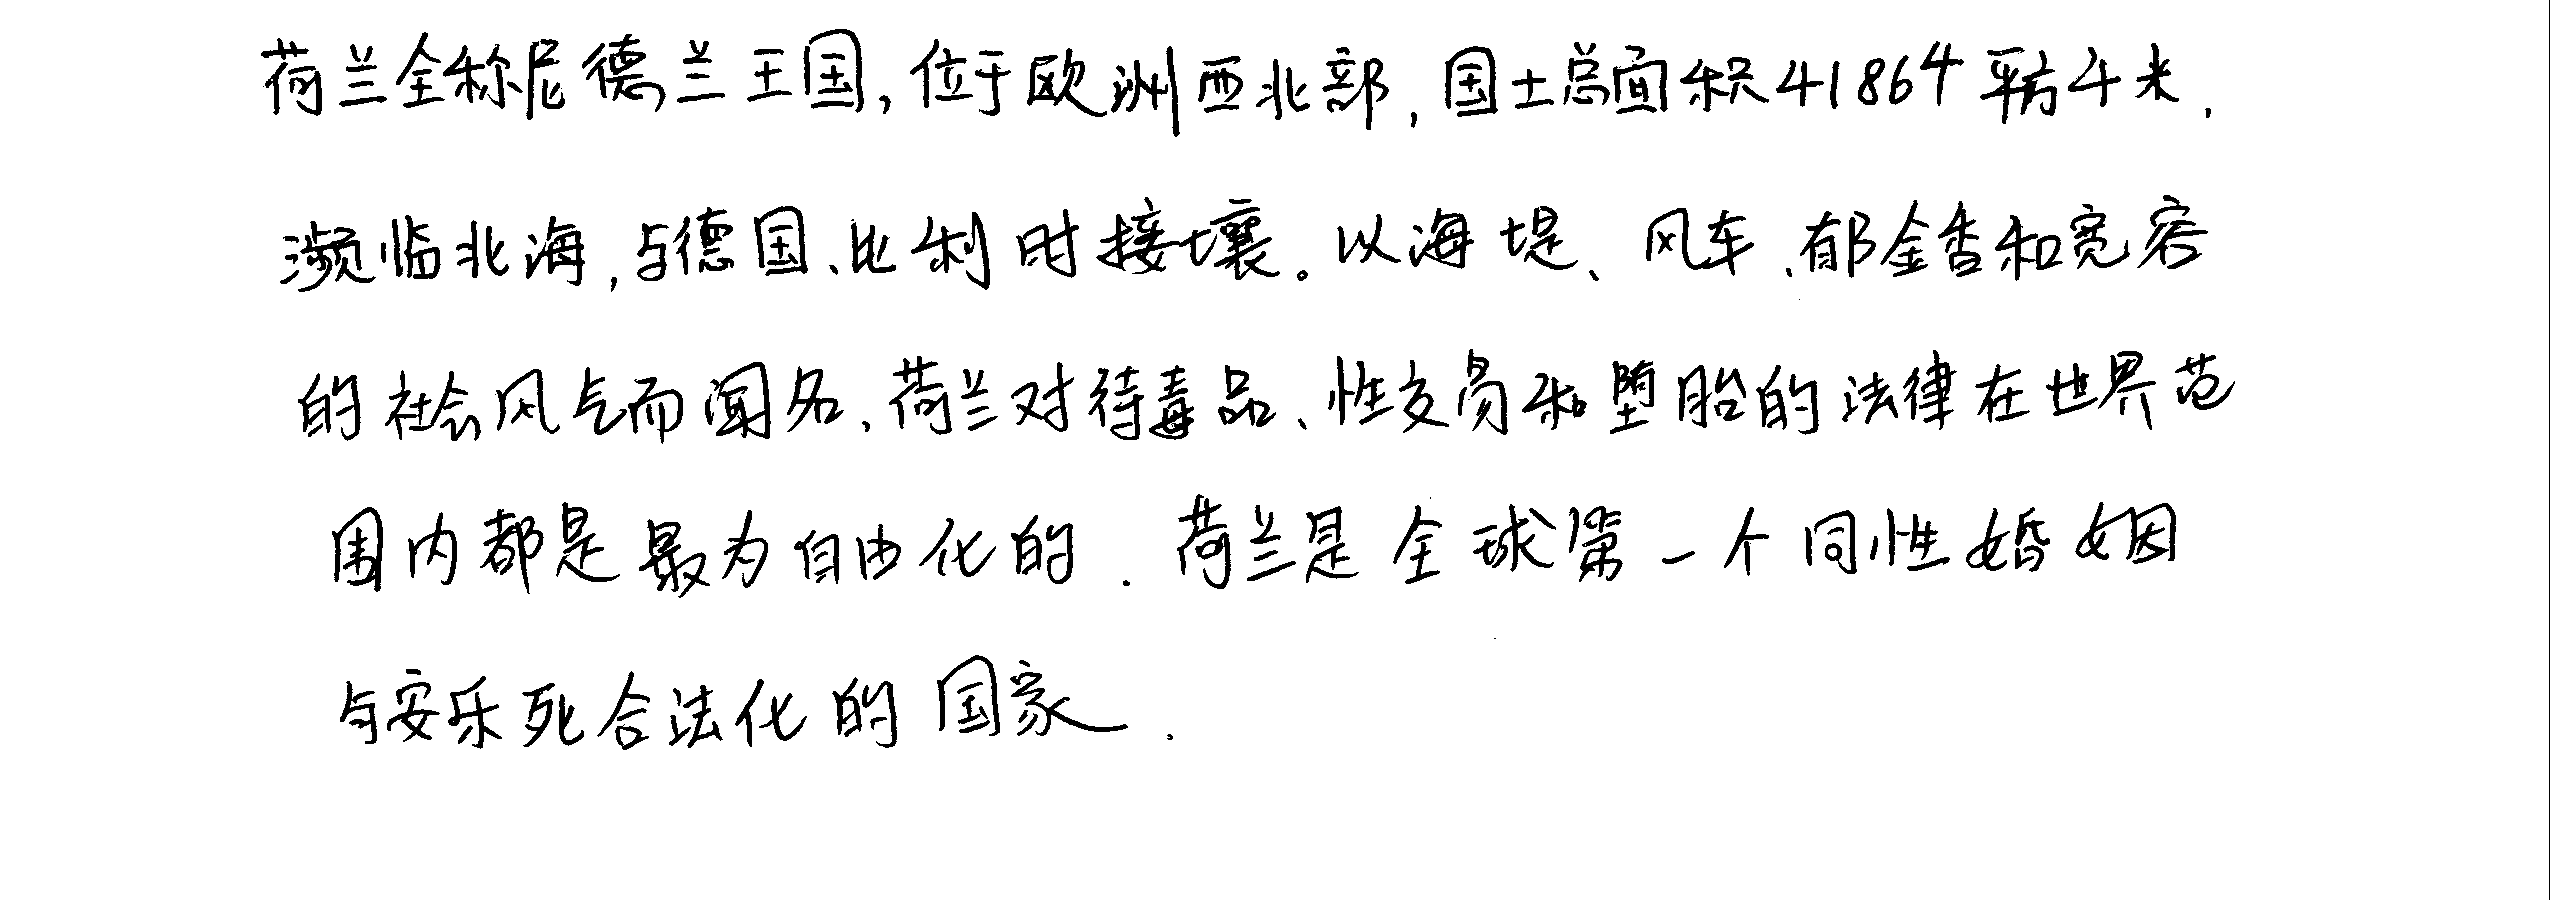 荷兰全称尼德兰王国,位于欧洲西北部,国土总面积41864平方千米,
濒临北海,与德国、比利时接壤。以海堤、风车、郁金香和宽容
的社会风气而闻名,荷兰对待毒品、性交易和堕胎的法律在世界范
围内都是最为自由化的.荷兰是全球第一个同性婚姻
与安乐死合法化的国家.